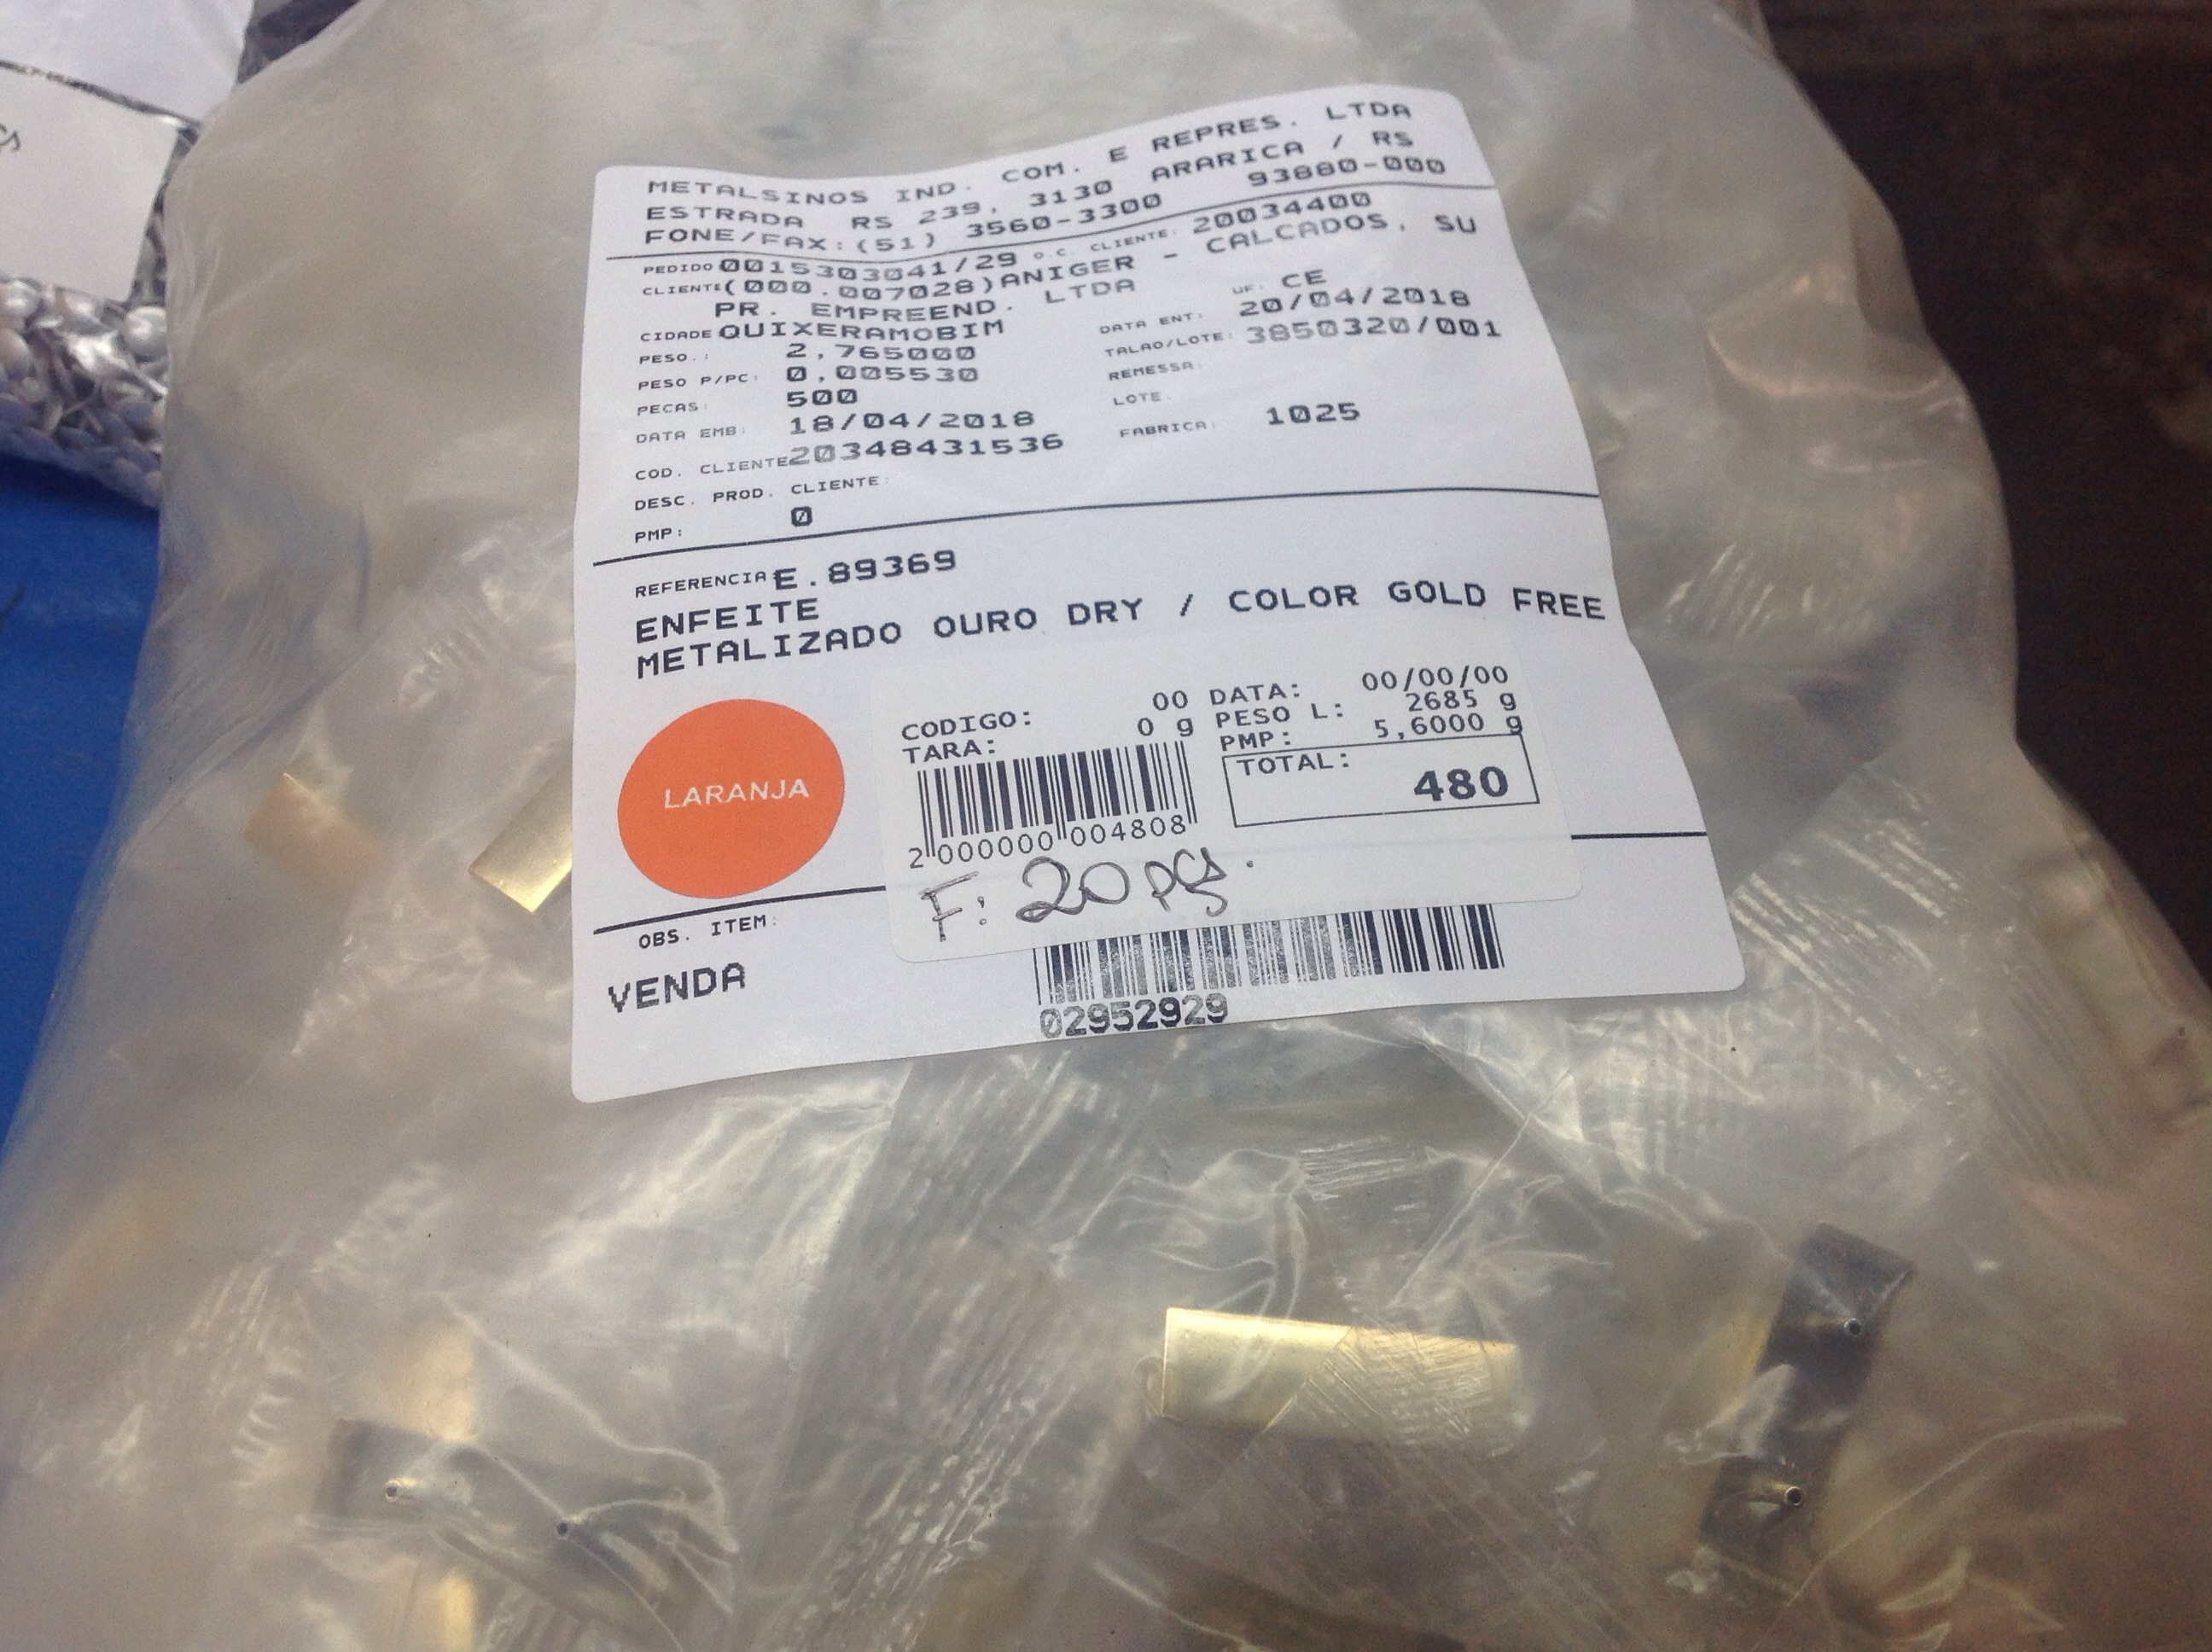 METALSINOS IND. COM. E REPRES. LTDA
ESTRADA RS 239, 3130 ARARICA / RS
FONE/FAX:(51) 3560-3300 93880-000
PEDIDO 0015303041/29 O.C. CLIENTE: 20034400
CLIENTE (000.007028)ANIGER - CALCADOS, SU
PR. EMPREEND. LTDA UF: CE
CIDADE QUIXERAMOBIM DATA ENT: 20/04/2018
PESO.: 2,765000 TALAO/LOTE: 3850320/001
PESO P/PC: 0,005530 REMESSA:
PECAS: 500 LOTE
DATA EMB: 18/04/2018 FABRICA: 1025
COD. CLIENTE 20348431536
DESC. PROD. CLIENTE:
PMP: 0
REFERENCIA E.89369
ENFEITE
METALIZADO OURO DRY / COLOR GOLD FREE
LARANJA
CODIGO: 00 DATA: 00/00/00
TARA: 0 g PESO L: 2685 g
PMP: 5,6000 g
TOTAL: 480
2 000000 004808
F: 20 pçs.
OBS. ITEM:
VENDA
02952929